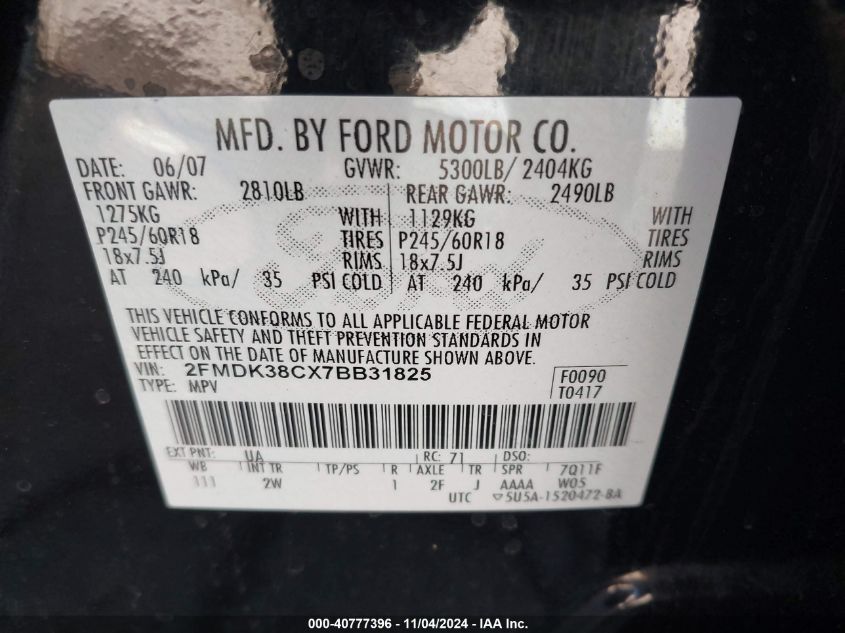 MFD. BY FORD MOTOR CO.
DATE: 06/07 GVWR: 5300LB/ 2404KG
FRONT GAWR: 2810LB REAR GAWR: 2490LB
1275KG WITH 1129KG WITH
P245/60R18 TIRES P245/60R18 TIRES
18x7.5J RIMS 18x7.5J RIMS
AT 240 kPa/ 35 PSI COLD AT 240 kPa/ 35 PSI COLD
THIS VEHICLE CONFORMS TO ALL APPLICABLE FEDERAL MOTOR
VEHICLE SAFETY AND THEFT PREVENTION STANDARDS IN
EFFECT ON THE DATE OF MANUFACTURE SHOWN ABOVE.
VIN: 2FMDK38CX7BB31825 F0090
TYPE: MPV T0417
EXT PNT: UA RC: 71 DSO:
WB INT TR TP/PS R AXLE TR SPR 7Q11F
111 2W 1 2F J AAAA W05
UTC 5U5A-1520472-BA
000-40777396 - 11/04/2024 - IAA Inc.